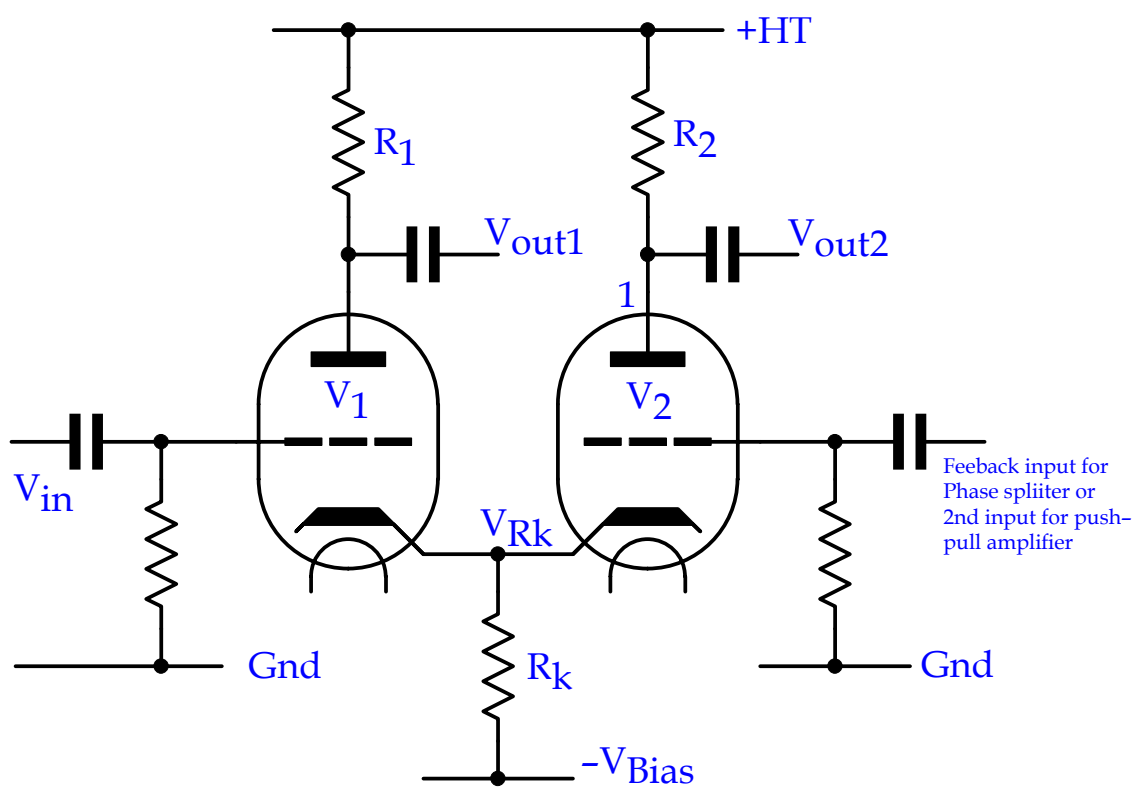 +HT
R1
R2
Vout1
Vout2
1
V1
V2
Vin
VRk
Feeback input for
Phase spliiter or
2nd input for push–
pull amplifier
Gnd
Rk
Gnd
–VBias